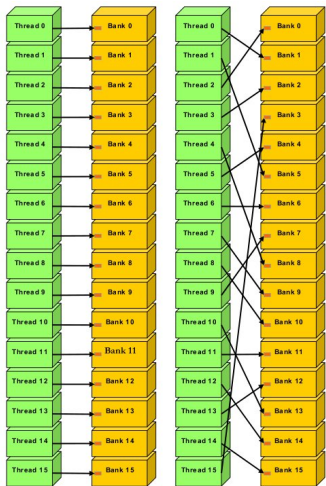 Thread 0 Bank 0 Thread 0 Bank 0
Thread 1 Bank 1 Thread 1 Bank 1
Thread 2 Bank 2 Thread 2 Bank 2
Thread 3 Bank 3 Thread 3 Bank 3
Thread 4 Bank 4 Thread 4 Bank 4
Thread 5 Bank 5 Thread 5 Bank 5
Thread 6 Bank 6 Thread 6 Bank 6
Thread 7 Bank 7 Thread 7 Bank 7
Thread 8 Bank 8 Thread 8 Bank 8
Thread 9 Bank 9 Thread 9 Bank 9
Thread 10 Bank 10 Thread 10 Bank 10
Thread 11 Bank 11 Thread 11 Bank 11
Thread 12 Bank 12 Thread 12 Bank 12
Thread 13 Bank 13 Thread 13 Bank 13
Thread 14 Bank 14 Thread 14 Bank 14
Thread 15 Bank 15 Thread 15 Bank 15